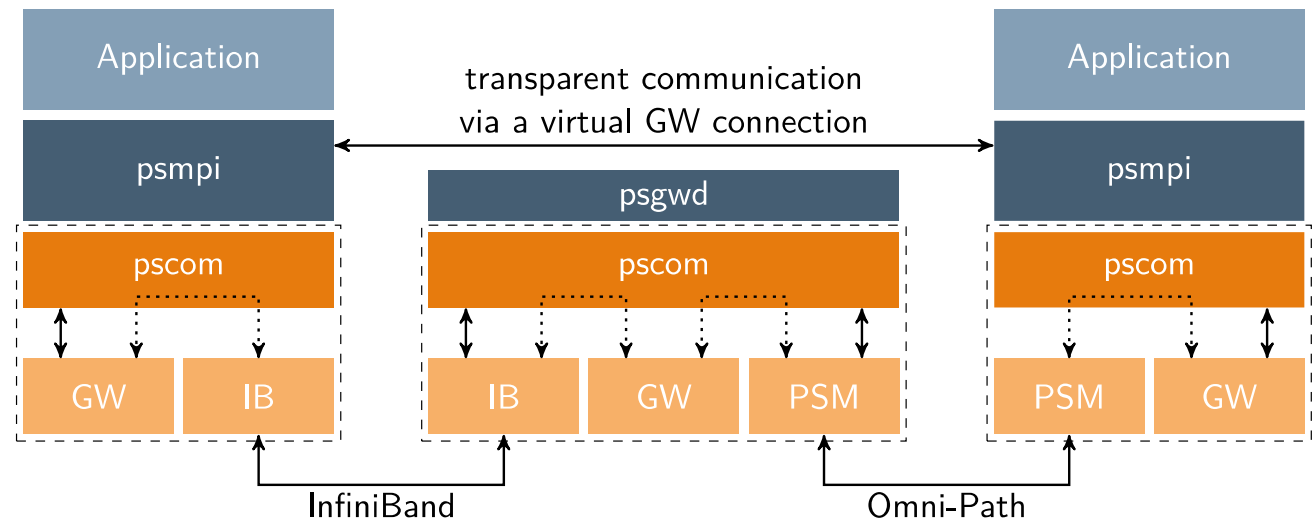 Application
Application
transparent communication
via a virtual GW connection
psmpi
psmpi
psgwd
pscom
pscom
pscom
GW
IB
IB
GW
PSM
PSM
GW
InfiniBand
Omni-Path